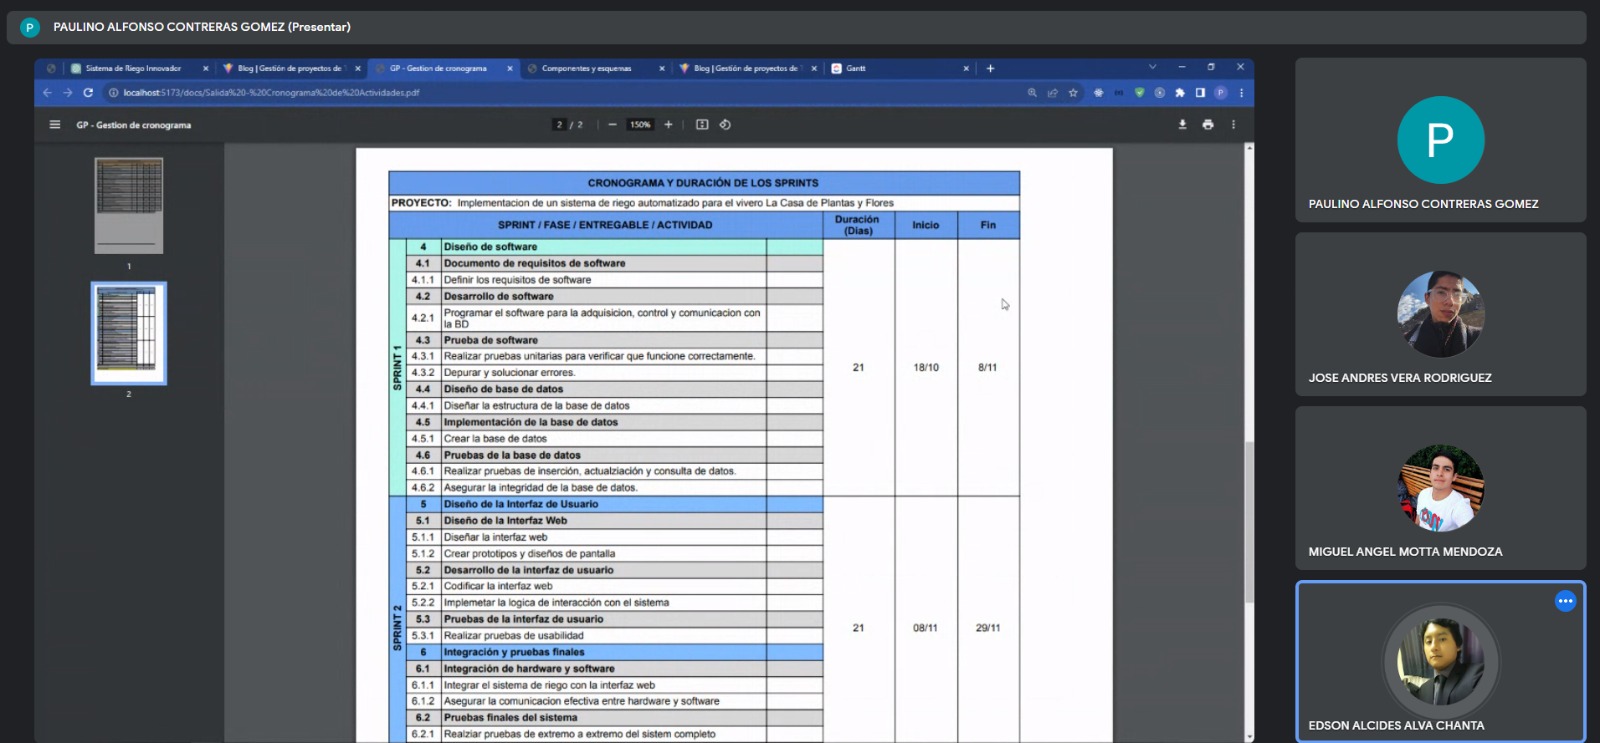 P PAULINO ALFONSO CONTRERAS GOMEZ (Presentar)
Sistema de Riego Innovador
Blog | Gestión de proyectos de
GP - Gestion de cronograma
Componentes y esquemas
Blog | Gestión de proyectos de
Gantt
localhost:5173/docs/Salida%20-%20Cronograma%20de%20Actividades.pdf
P
GP - Gestion de cronograma
2 / 2
150%
1
2
CRONOGRAMA Y DURACIÓN DE LOS SPRINTS
PROYECTO: Implementacion de un sistema de riego automatizado para el vivero La Casa de Plantas y Flores
SPRINT / FASE / ENTREGABLE / ACTIVIDAD
Duración
(Días)
Inicio
Fin
SPRINT 1
4 Diseño de software
4.1 Documento de requisitos de software
4.1.1 Definir los requisitos de software
4.2 Desarrollo de software
4.2.1 Programar el software para la adquisicion, control y comunicacion con
la BD
4.3 Prueba de software
4.3.1 Realizar pruebas unitarias para verificar que funcione correctamente.
4.3.2 Depurar y solucionar errores.
4.4 Diseño de base de datos
4.4.1 Diseñar la estructura de la base de datos
4.5 Implementación de la base de datos
4.5.1 Crear la base de datos
4.6 Pruebas de la base de datos
4.6.1 Realizar pruebas de inserción, actualziación y consulta de datos.
4.6.2 Asegurar la integridad de la base de datos.
21 18/10 8/11
SPRINT 2
5 Diseño de la Interfaz de Usuario
5.1 Diseño de la Interfaz Web
5.1.1 Diseñar la interfaz web
5.1.2 Crear prototipos y diseños de pantalla
5.2 Desarrollo de la interfaz de usuario
5.2.1 Codificar la interfaz web
5.2.2 Implemetar la logica de interacción con el sistema
5.3 Pruebas de la interfaz de usuario
5.3.1 Realizar pruebas de usabilidad
6 Integración y pruebas finales
6.1 Integración de hardware y software
6.1.1 Integrar el sistema de riego con la interfaz web
6.1.2 Asegurar la comunicacion efectiva entre hardware y software
6.2 Pruebas finales del sistema
6.2.1 Realziar pruebas de extremo a extremo del sistem completo
21 08/11 29/11
P
PAULINO ALFONSO CONTRERAS GOMEZ
JOSE ANDRES VERA RODRIGUEZ
MIGUEL ANGEL MOTTA MENDOZA
EDSON ALCIDES ALVA CHANTA